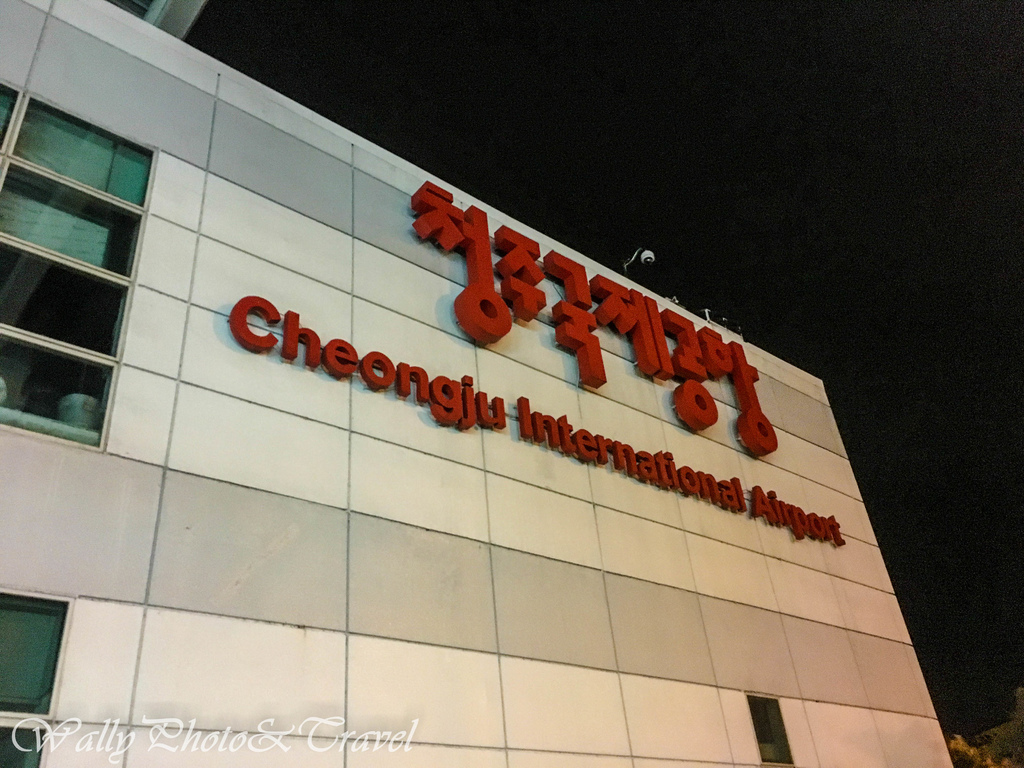 청주국제공항
Cheongju International Airport
Wally Photo&Travel